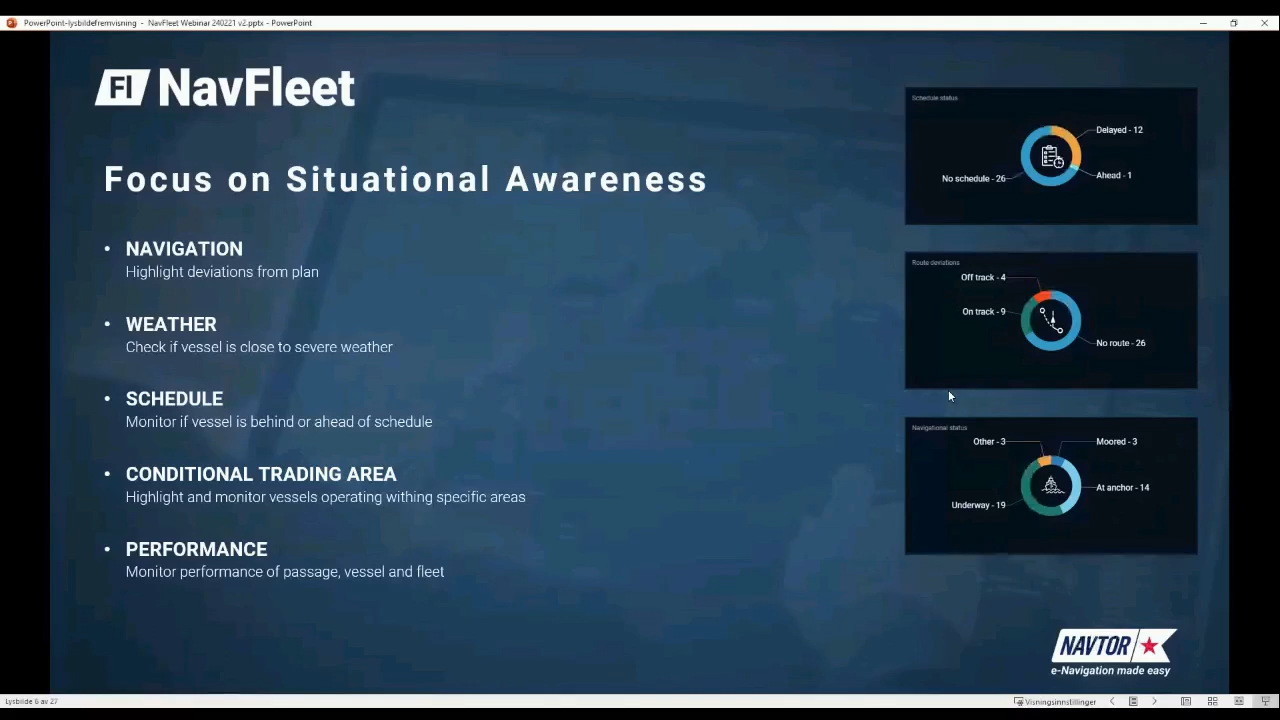 PowerPoint-lysbildefremvisning - NavFleet Webinar 240221 v2.pptx - PowerPoint
NavFleet
Focus on Situational Awareness
• NAVIGATION
Highlight deviations from plan
• WEATHER
Check if vessel is close to severe weather
• SCHEDULE
Monitor if vessel is behind or ahead of schedule
• CONDITIONAL TRADING AREA
Highlight and monitor vessels operating withing specific areas
• PERFORMANCE
Monitor performance of passage, vessel and fleet
Schedule status
Delayed - 12
Ahead - 1
No schedule - 26
Route deviations
Off track - 4
On track - 9
No route - 26
Navigational status
Other - 3
Moored - 3
At anchor - 14
Underway - 19
NAVTOR
e-Navigation made easy
Lysbilde 6 av 27
Visningsinnstillinger